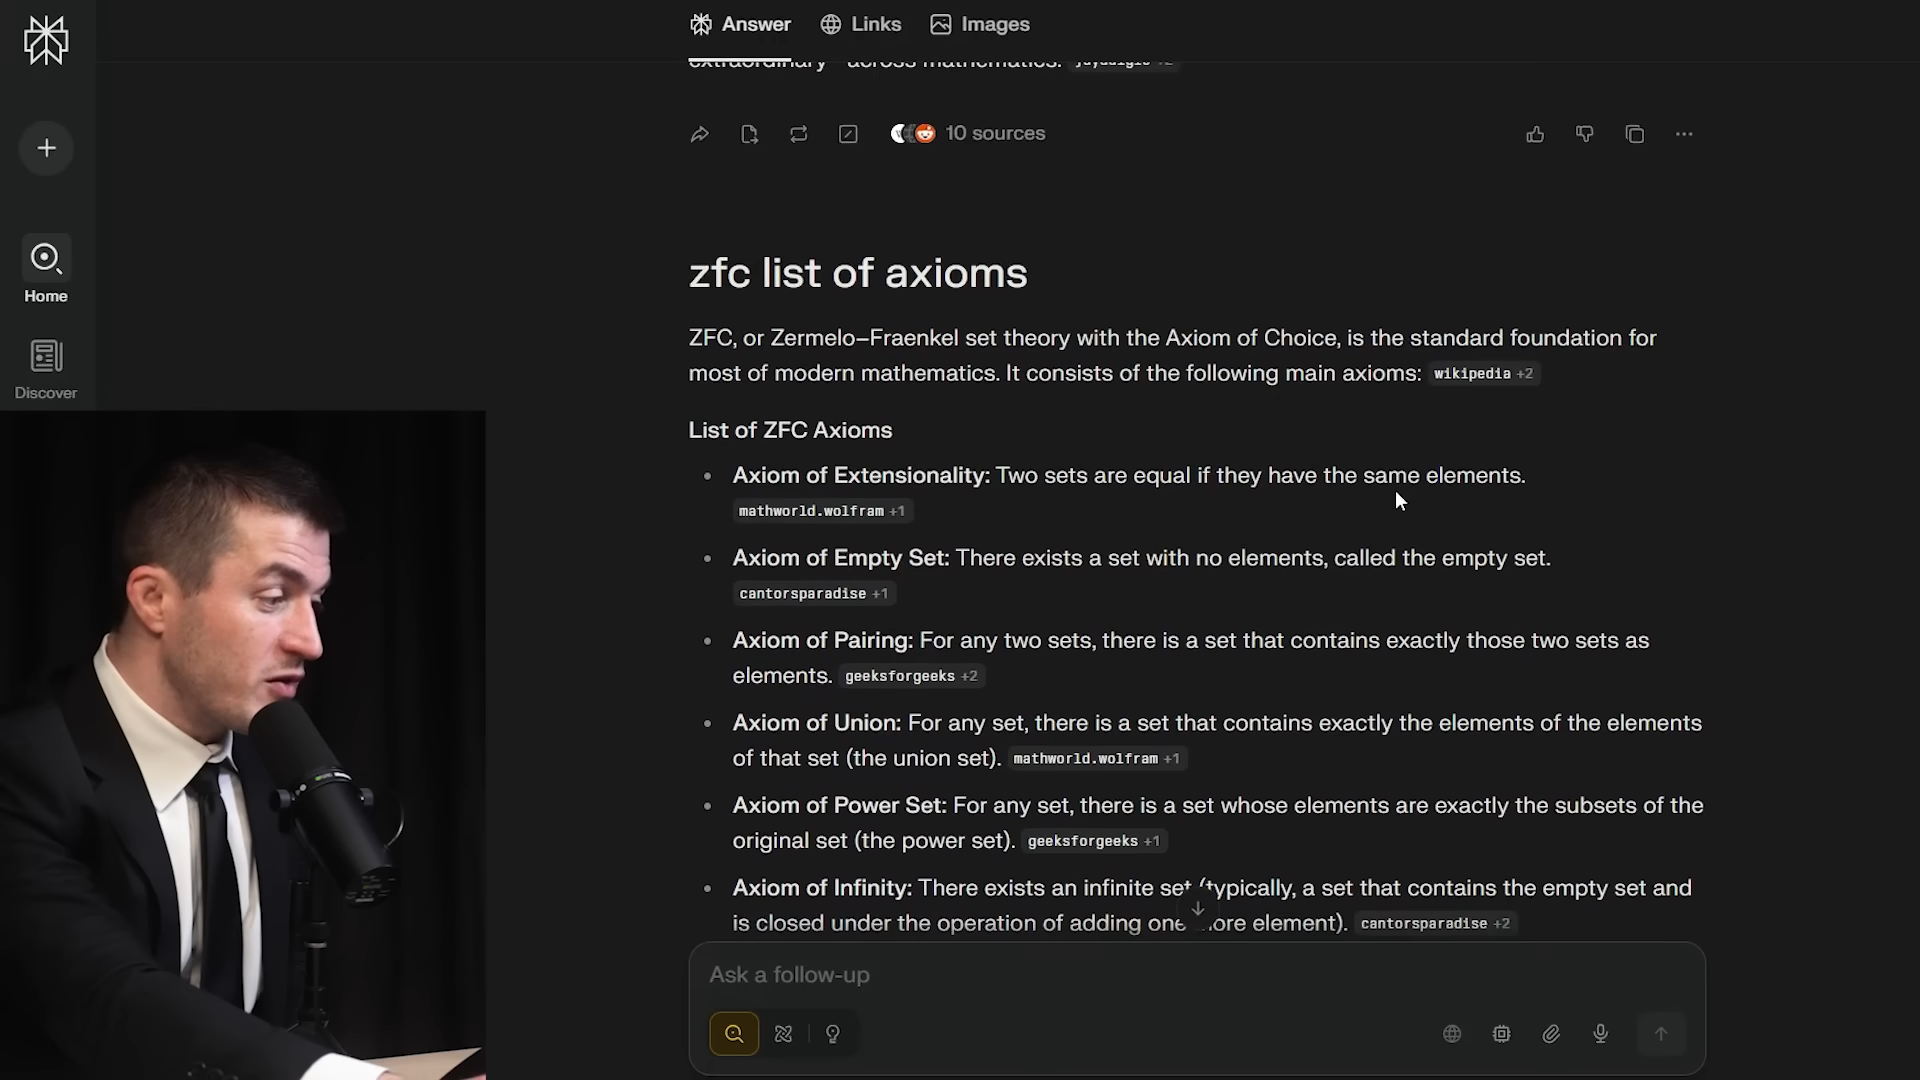 Answer
Links
Images
extraordinary" across mathematics.
10 sources
Home
Discover
zfc list of axioms
ZFC, or Zermelo–Fraenkel set theory with the Axiom of Choice, is the standard foundation for
most of modern mathematics. It consists of the following main axioms: wikipedia +2
List of ZFC Axioms
• Axiom of Extensionality: Two sets are equal if they have the same elements.
mathworld.wolfram +1
• Axiom of Empty Set: There exists a set with no elements, called the empty set.
cantorsparadise +1
• Axiom of Pairing: For any two sets, there is a set that contains exactly those two sets as
elements. geeksforgeeks +2
• Axiom of Union: For any set, there is a set that contains exactly the elements of the elements
of that set (the union set). mathworld.wolfram +1
• Axiom of Power Set: For any set, there is a set whose elements are exactly the subsets of the
original set (the power set). geeksforgeeks +1
• Axiom of Infinity: There exists an infinite set (typically, a set that contains the empty set and
is closed under the operation of adding one more element). cantorsparadise +2
Ask a follow-up